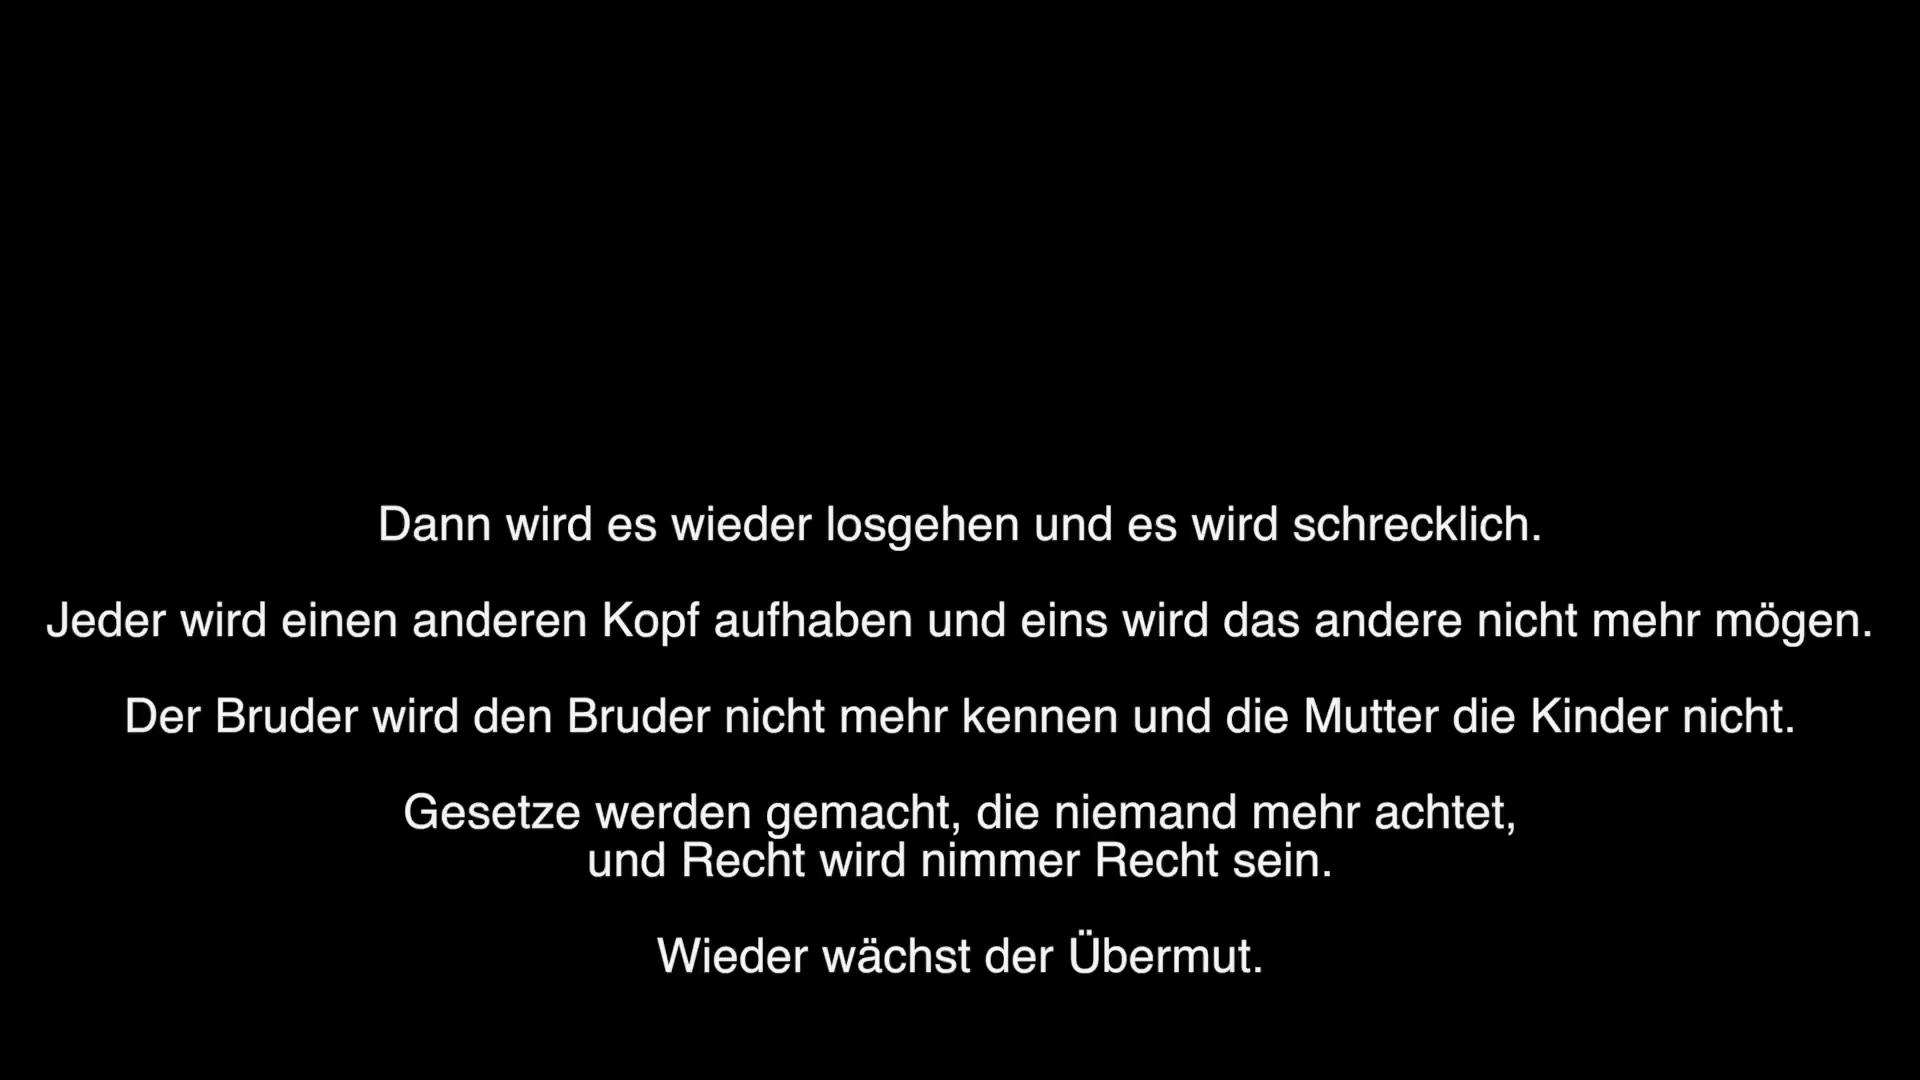 Dann wird es wieder losgehen und es wird schrecklich.
Jeder wird einen anderen Kopf aufhaben und eins wird das andere nicht mehr mögen.
Der Bruder wird den Bruder nicht mehr kennen und die Mutter die Kinder nicht.
Gesetze werden gemacht, die niemand mehr achtet,
und Recht wird nimmer Recht sein.
Wieder wächst der Übermut.